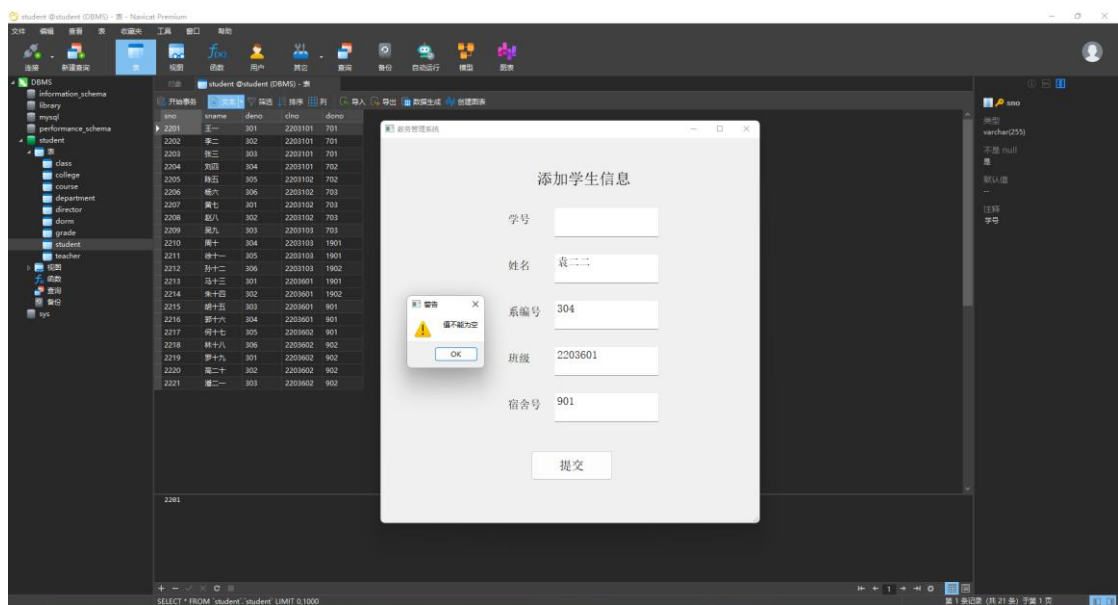 student @student (DBMS) - 表 - Navicat Premium
文件 编辑 查看 表 收藏夹 工具 窗口 帮助
连接 新建查询 表 视图 函数 用户 其它 查询 备份 自动运行 模型 图表
DBMS
information_schema
library
mysql
performance_schema
student
表
class
college
course
department
director
dorm
grade
student
teacher
视图
函数
查询
备份
sys
对象 student @student (DBMS) - 表
开始事务 文本 筛选 排序 列 导入 导出 数据生成 创建图表
sno sname deno clno dono
2201 王一 301 2203101 701
2202 李二 302 2203101 701
2203 张三 303 2203101 701
2204 刘四 304 2203101 702
2205 陈五 305 2203102 702
2206 杨六 306 2203102 703
2207 黄七 301 2203102 703
2208 赵八 302 2203102 703
2209 吴九 303 2203103 703
2210 周十 304 2203103 1901
2211 徐十一 305 2203103 1901
2212 孙十二 306 2203103 1902
2213 马十三 301 2203601 1901
2214 朱十四 302 2203601 1902
2215 胡十五 303 2203601 901
2216 郭十六 304 2203601 901
2217 何十七 305 2203602 901
2218 林十八 306 2203602 902
2219 罗十九 301 2203602 902
2220 高二十 302 2203602 902
2221 潘二一 303 2203602 902
教务管理系统
添加学生信息
学号
姓名 袁二二
系编号 304
班级 2203601
宿舍号 901
提交
警告
值不能为空
OK
sno
类型
varchar(255)
不是 null
是
默认值
--
注释
学号
2201
1
SELECT * FROM `student`.`student` LIMIT 0,1000
第 1 条记录 (共 21 条) 于第 1 页